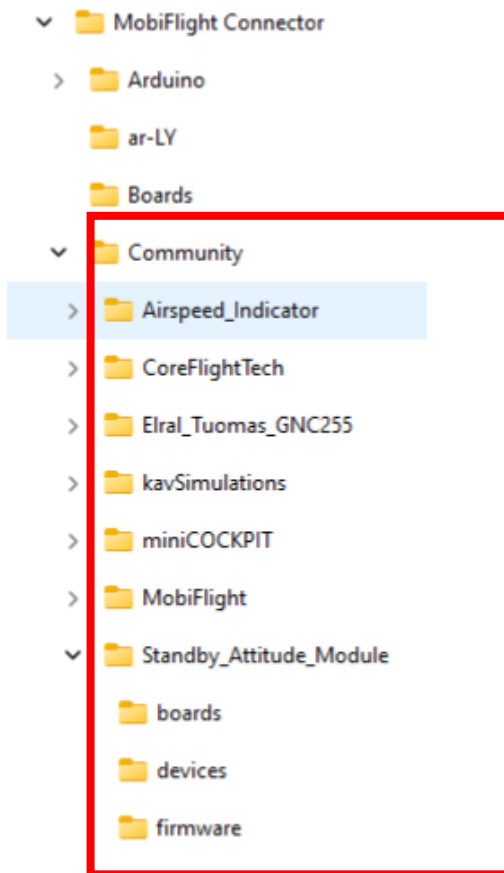 MobiFlight Connector
Arduino
ar-LY
Boards
Community
Airspeed_Indicator
CoreFlightTech
Elral_Tuomas_GNC255
kavSimulations
miniCOCKPIT
MobiFlight
Standby_Attitude_Module
boards
devices
firmware